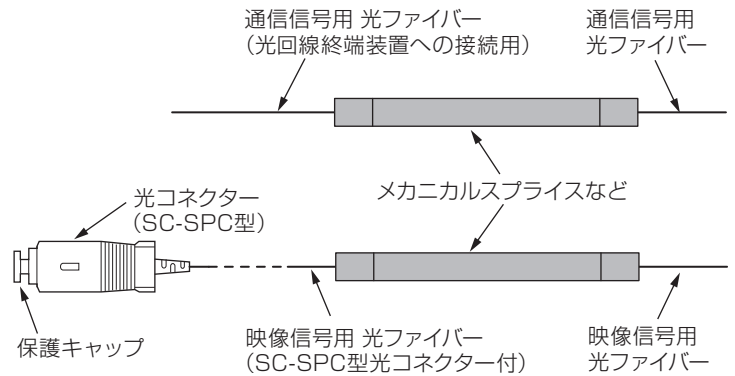 通信信号用 光ファイバー
(光回線終端装置への接続用)
通信信号用
光ファイバー
メカニカルスプライスなど
光コネクター
(SC-SPC型)
保護キャップ
映像信号用 光ファイバー
(SC-SPC型光コネクター付)
映像信号用
光ファイバー